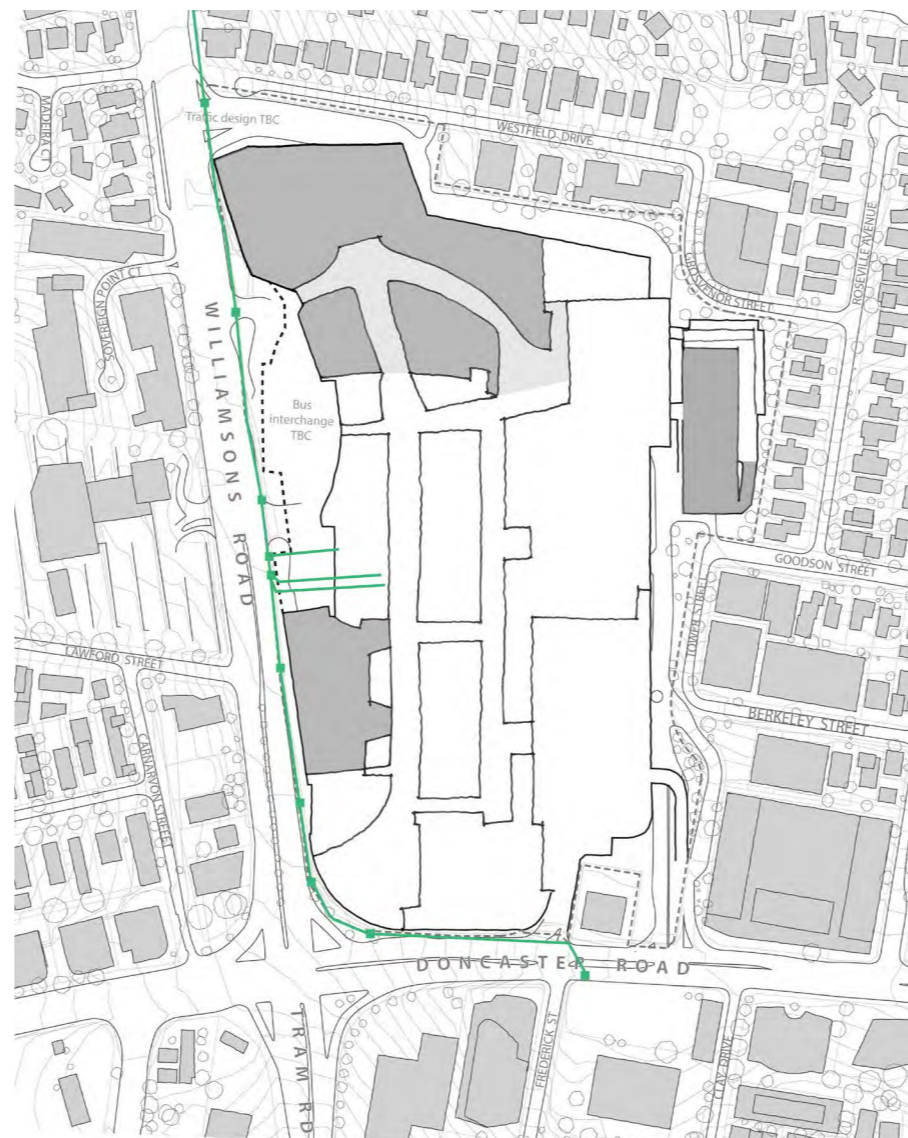 MADEIRA CT
Traffic design TBC
WESTFIELD DRIVE
ROSEVILLE AVENUE
GROSVENOR STREET
SOVEREIGN POINT CT
WILLIAMSONS ROAD
Bus
interchange
TBC
GOODSON STREET
TOWER STREET
LAWFORD STREET
BERKELEY STREET
CARNARVON STREET
DONCASTER ROAD
TRAM RD
FREDERICK ST
CLAY DRIVE